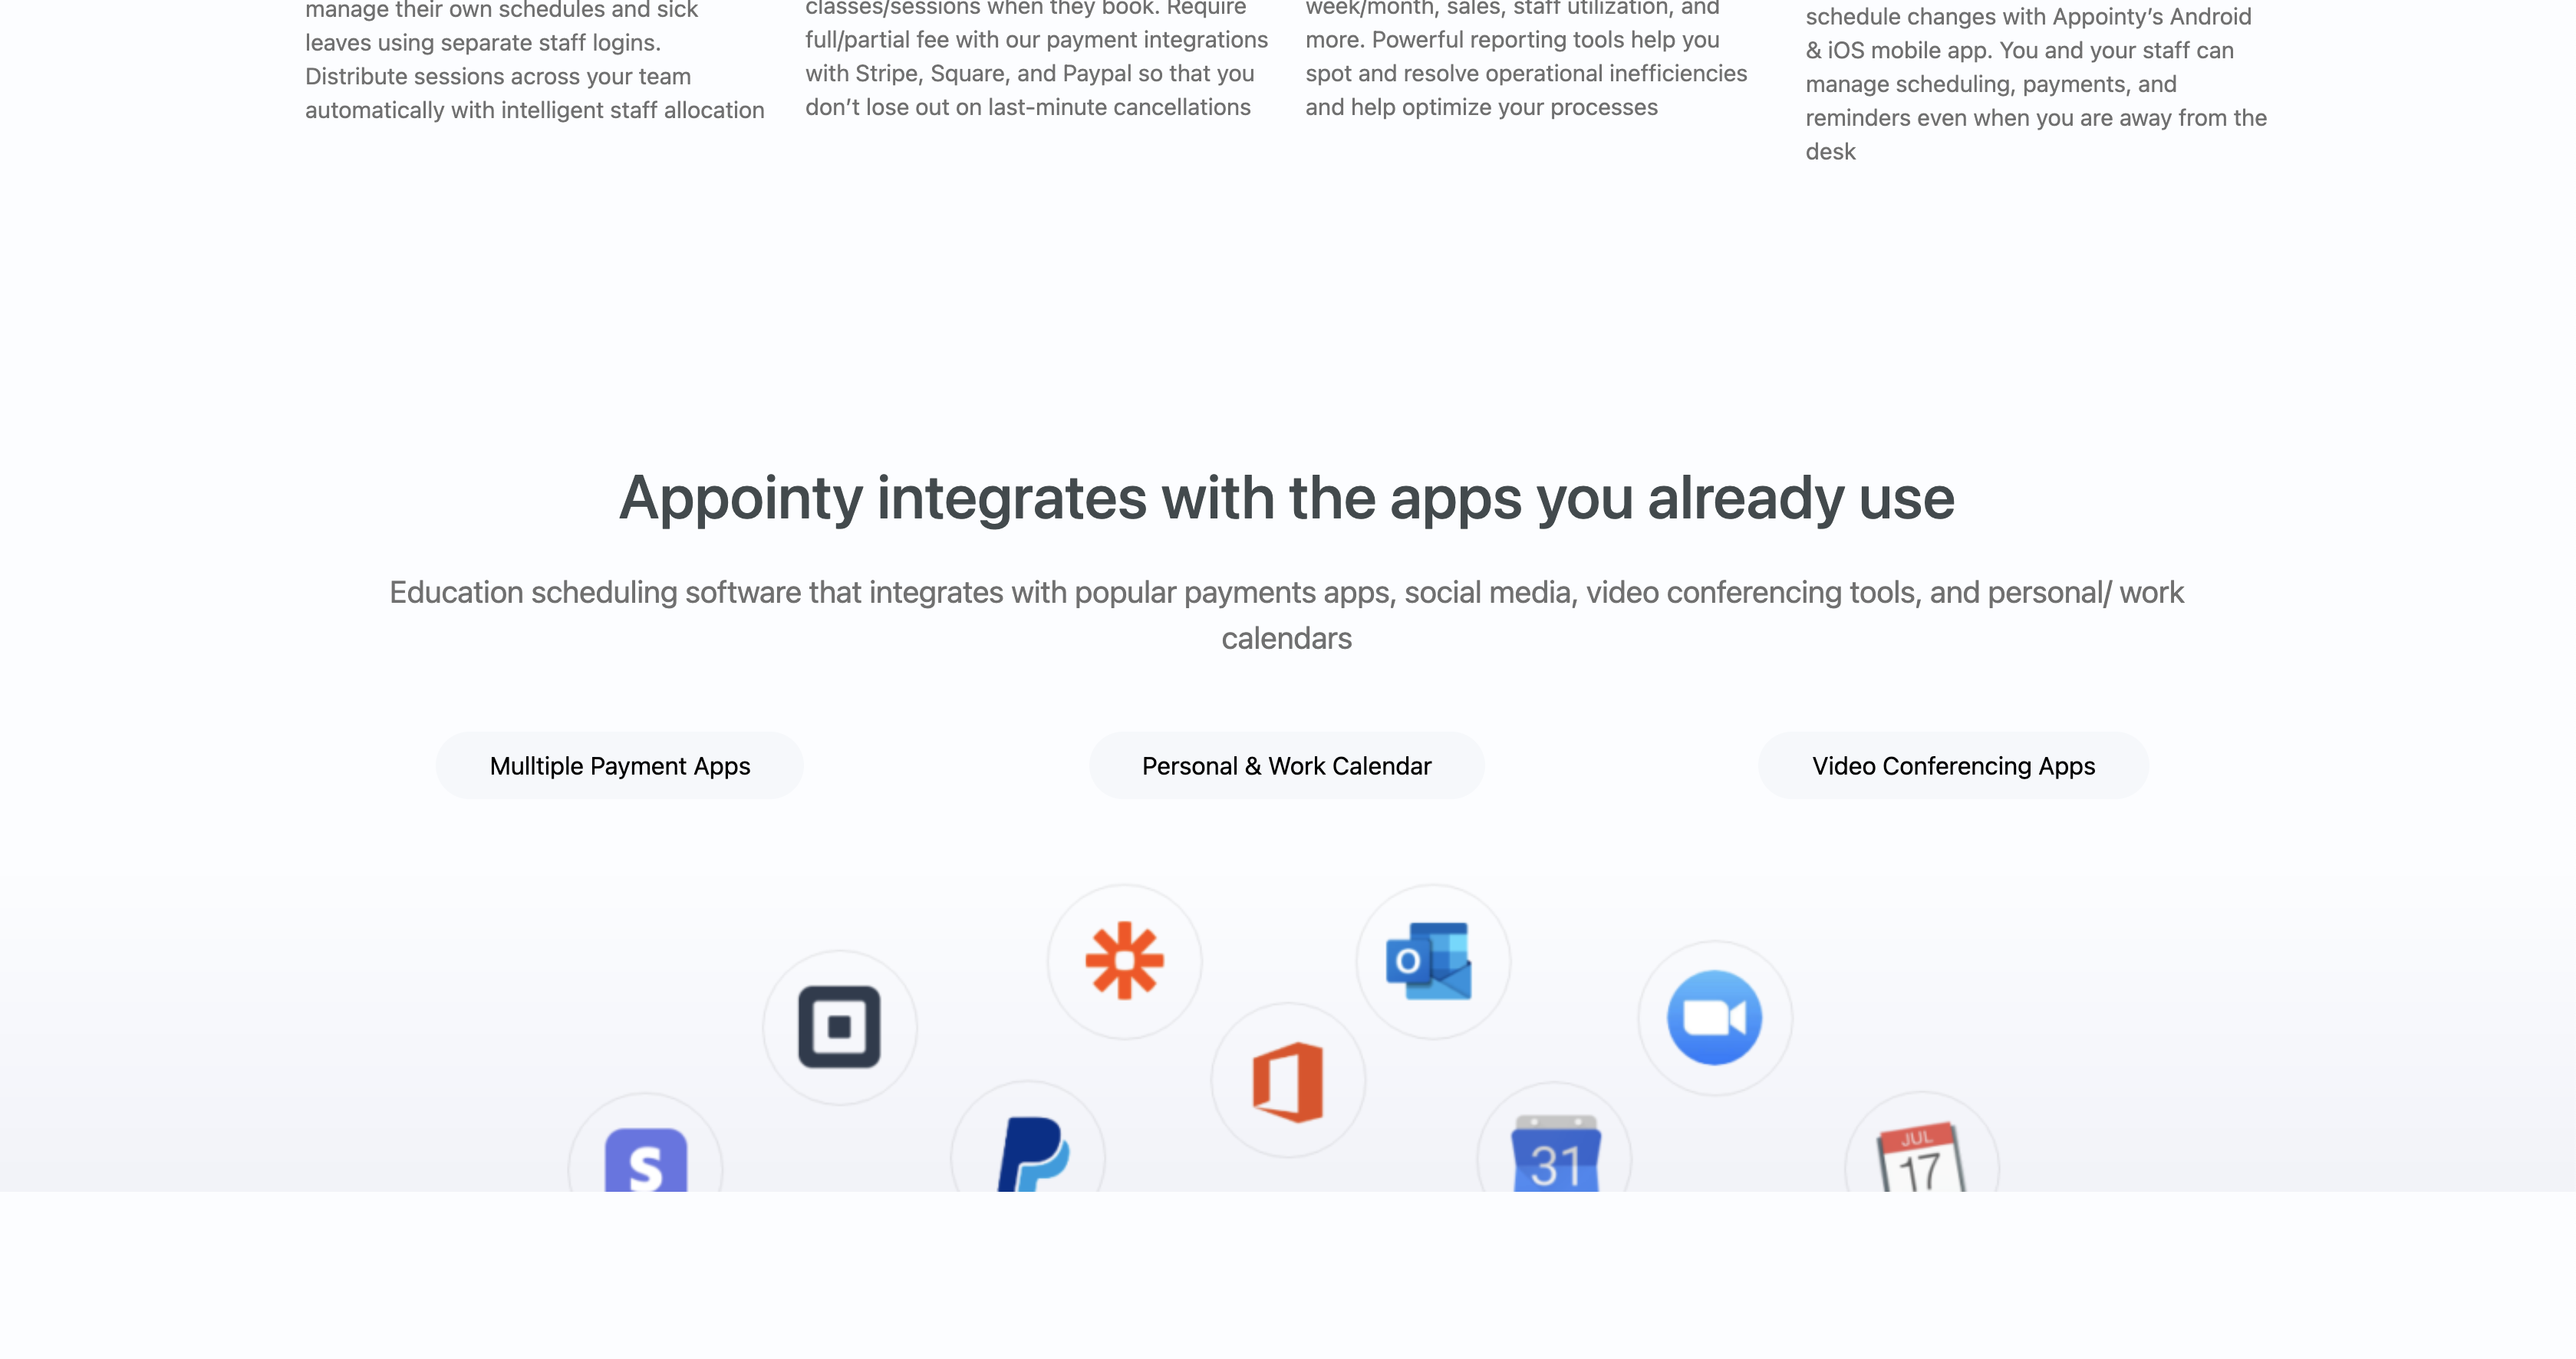 manage their own schedules and sick
leaves using separate staff logins.
Distribute sessions across your team
automatically with intelligent staff allocation
classes/sessions when they book. Require
full/partial fee with our payment integrations
with Stripe, Square, and Paypal so that you
don’t lose out on last-minute cancellations
week/month, sales, staff utilization, and
more. Powerful reporting tools help you
spot and resolve operational inefficiencies
and help optimize your processes
schedule changes with Appointy’s Android
& iOS mobile app. You and your staff can
manage scheduling, payments, and
reminders even when you are away from the
desk
Appointy integrates with the apps you already use
Education scheduling software that integrates with popular payments apps, social media, video conferencing tools, and personal/ work
calendars
Mulltiple Payment Apps
Personal & Work Calendar
Video Conferencing Apps
O
S
31
JUL
17